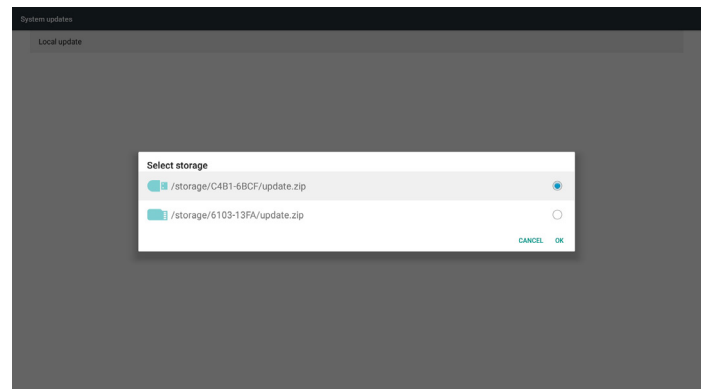 System updates
Local update
Select storage
/storage/C4B1-6BCF/update.zip
/storage/6103-13FA/update.zip
CANCEL OK